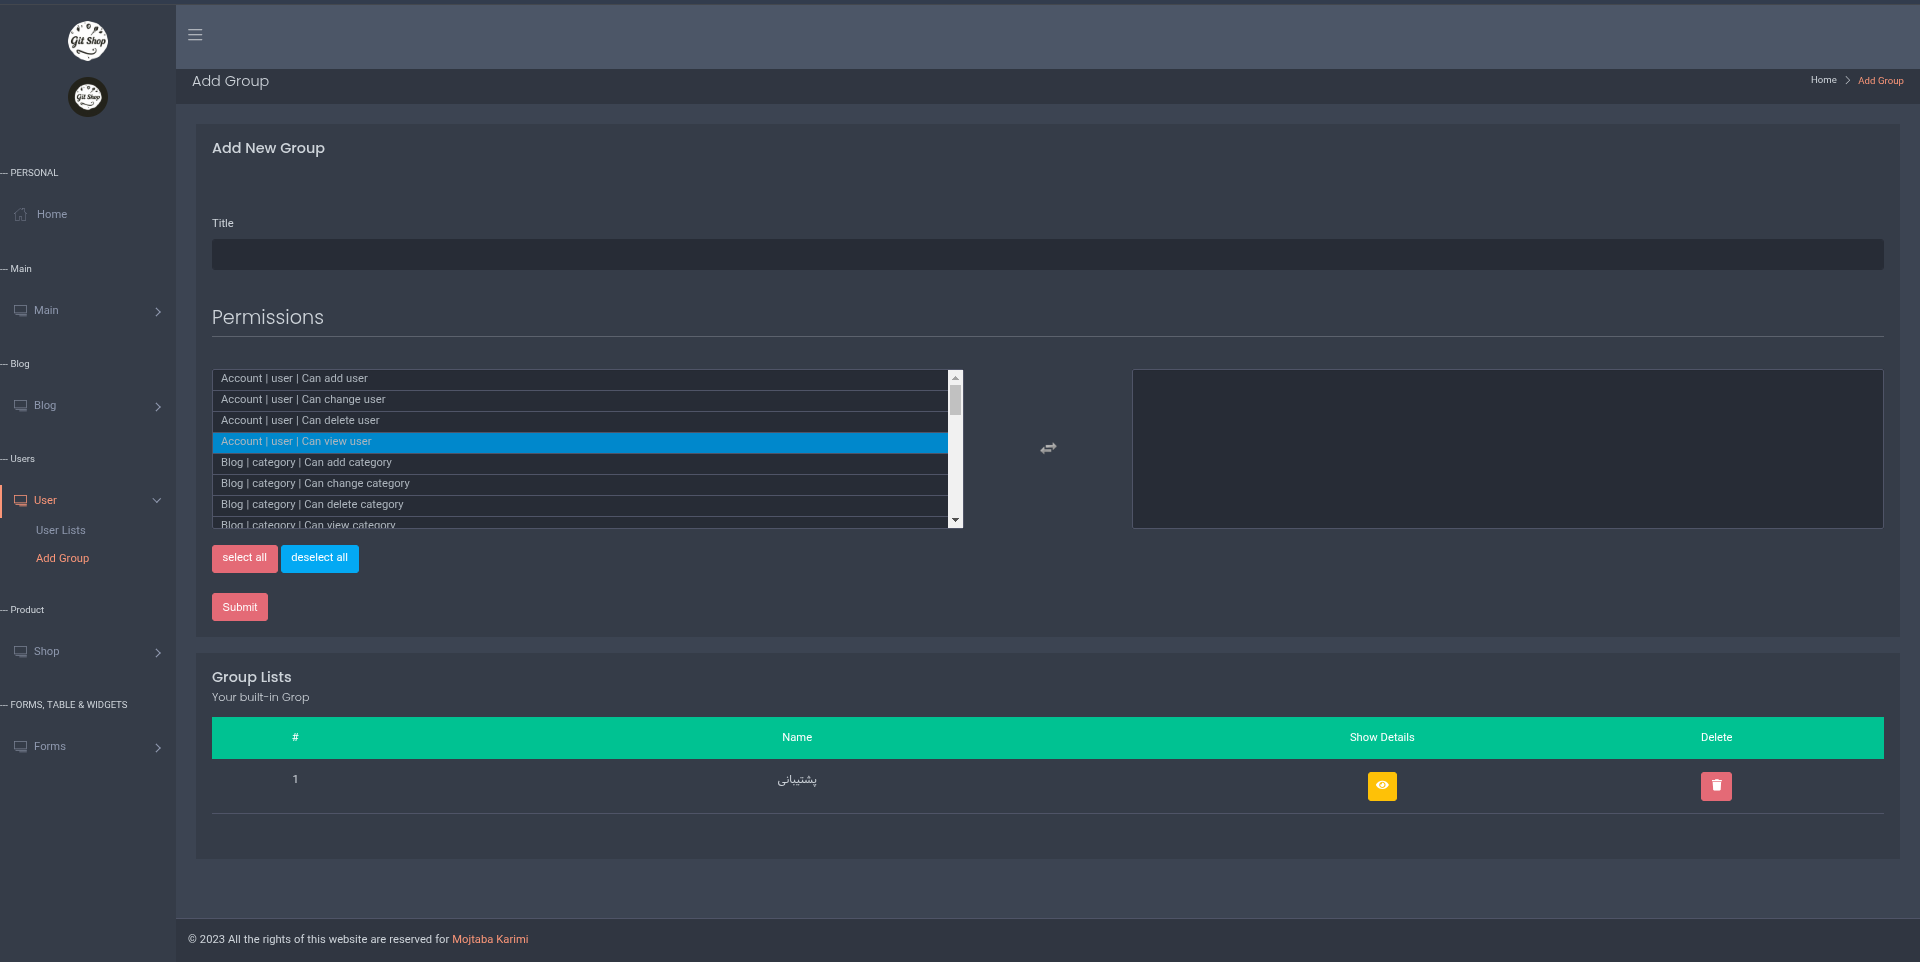 Git Shop
Git Shop
--- PERSONAL
Home
--- Main
Main
--- Blog
Blog
--- Users
User
User Lists
Add Group
--- Product
Shop
--- FORMS, TABLE & WIDGETS
Forms
Add Group
Home > Add Group
Add New Group
Title
Permissions
Account | user | Can add user
Account | user | Can change user
Account | user | Can delete user
Account | user | Can view user
Blog | category | Can add category
Blog | category | Can change category
Blog | category | Can delete category
Blog | category | Can view category
select all deselect all
Submit
Group Lists
Your built-in Grop
# Name Show Details Delete
1 پشتیبانی
© 2023 All the rights of this website are reserved for Mojtaba Karimi